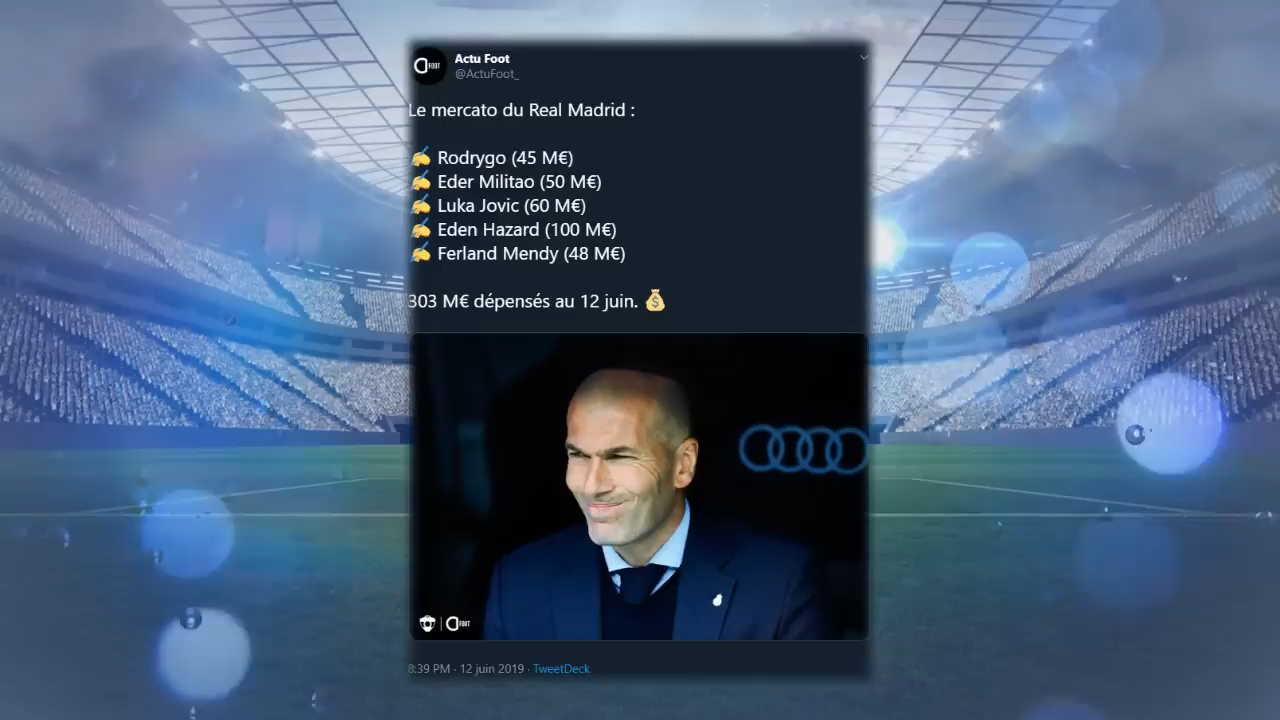 Actu Foot
@ActuFoot_
Le mercato du Real Madrid :
✍ Rodrygo (45 M€)
✍ Eder Militao (50 M€)
✍ Luka Jovic (60 M€)
✍ Eden Hazard (100 M€)
✍ Ferland Mendy (48 M€)
303 M€ dépensés au 12 juin. 💰
8:39 PM · 12 juin 2019 · TweetDeck